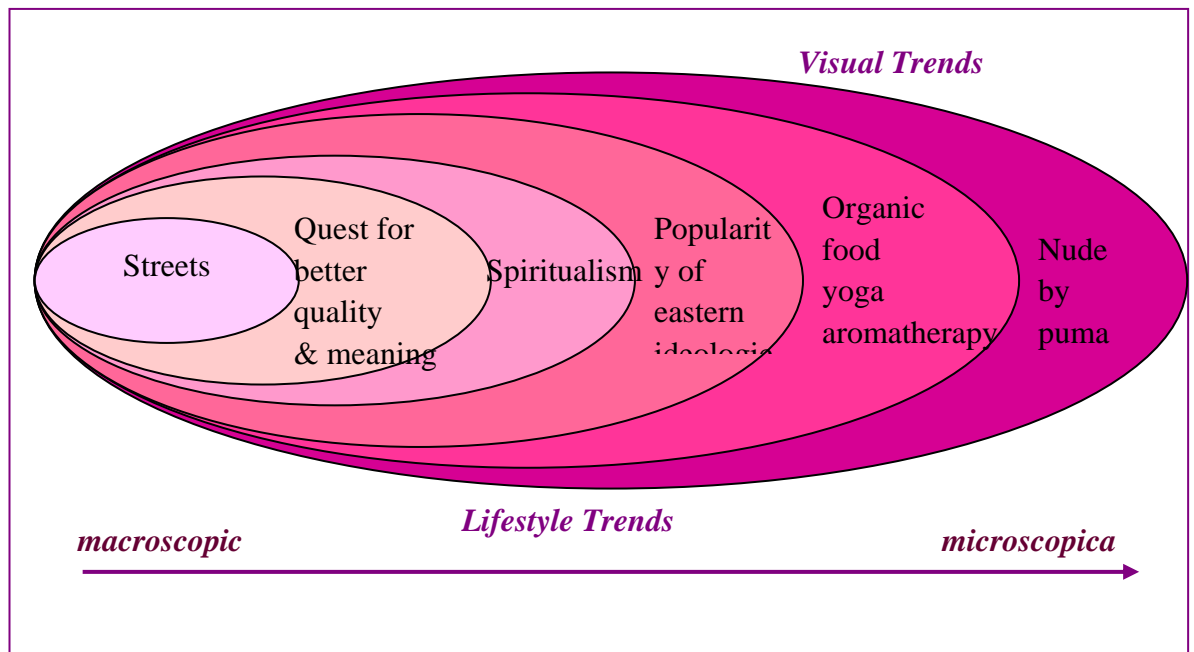 Visual Trends
Streets
Quest for
better
quality
& meaning
Spiritualism
Popularit
y of
eastern
Organic
food
yoga
aromatherapy
Nude
by
puma
Lifestyle Trends
macroscopic
microscopica